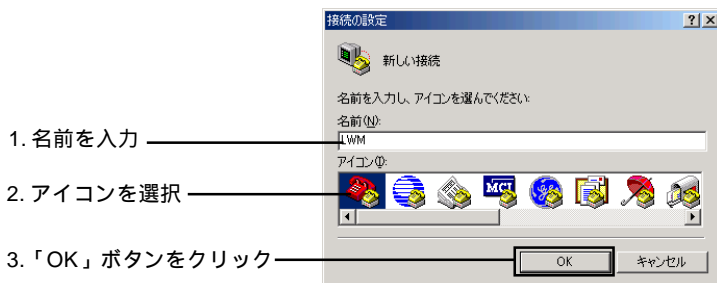 接続の設定
新しい接続
名前を入力し、アイコンを選んでください:
名前(N):
LWM
アイコン(I):
MCI
OK
キャンセル
1. 名前を入力
2. アイコンを選択
3.「OK」ボタンをクリック